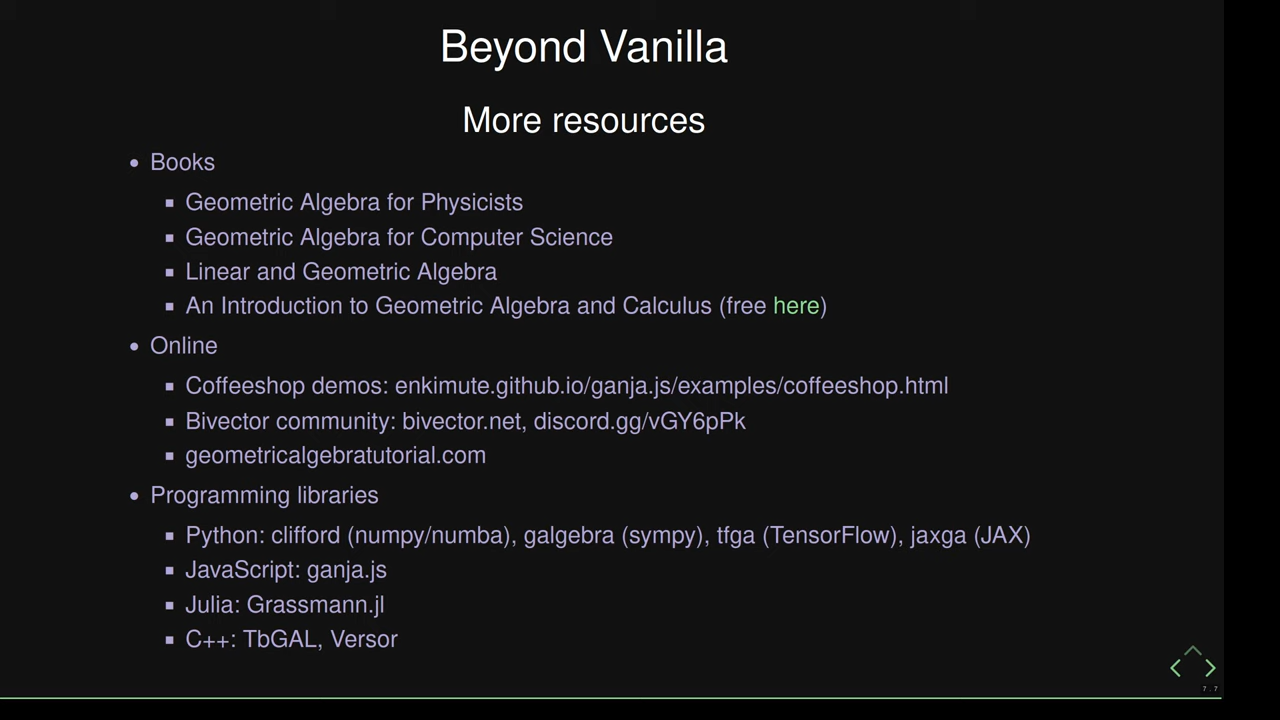 Beyond Vanilla
More resources
• Books
▪ Geometric Algebra for Physicists
▪ Geometric Algebra for Computer Science
▪ Linear and Geometric Algebra
▪ An Introduction to Geometric Algebra and Calculus (free here)
• Online
▪ Coffeeshop demos: enkimute.github.io/ganja.js/examples/coffeeshop.html
▪ Bivector community: bivector.net, discord.gg/vGY6pPk
▪ geometricalgebratutorial.com
• Programming libraries
▪ Python: clifford (numpy/numba), galgebra (sympy), tfga (TensorFlow), jaxga (JAX)
▪ JavaScript: ganja.js
▪ Julia: Grassmann.jl
▪ C++: TbGAL, Versor
7.7